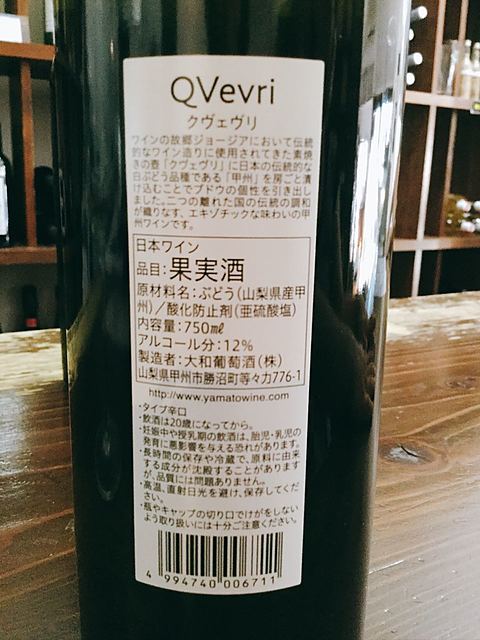 QVevri
クヴェヴリ
ワインの故郷ジョージアにおいて伝統
的なワイン造りに使用されてきた素焼
きの壺「クヴェヴリ」に日本の伝統的な
白ぶどう品種である「甲州」を房ごと漬
け込むことでブドウの個性を引き出し
ました。二つの離れた国の伝統の調和
が織りなす、エキゾチックな味わいの甲
州ワインです。
日本ワイン
品目:果実酒
原材料名:ぶどう(山梨県産甲
州)/酸化防止剤(亜硫酸塩)
内容量:750㎖
アルコール分:12%
製造者:大和葡萄酒(株)
山梨県甲州市勝沼町等々力776-1
http://www.yamatowine.com
・タイプ辛口
・飲酒は20歳になってから。
・妊娠中や授乳期の飲酒は、胎児・乳児の
発育に悪影響を与える恐れがあります。
・長時間の保存や冷蔵で、原料に由来
する成分が沈殿することがあります
が、品質には問題ありません。
・高温、直射日光を避け、保存してくだ
さい。
・瓶やキャップの切り口でけがをしない
よう取り扱いには十分ご注意ください。
4 994740 006711